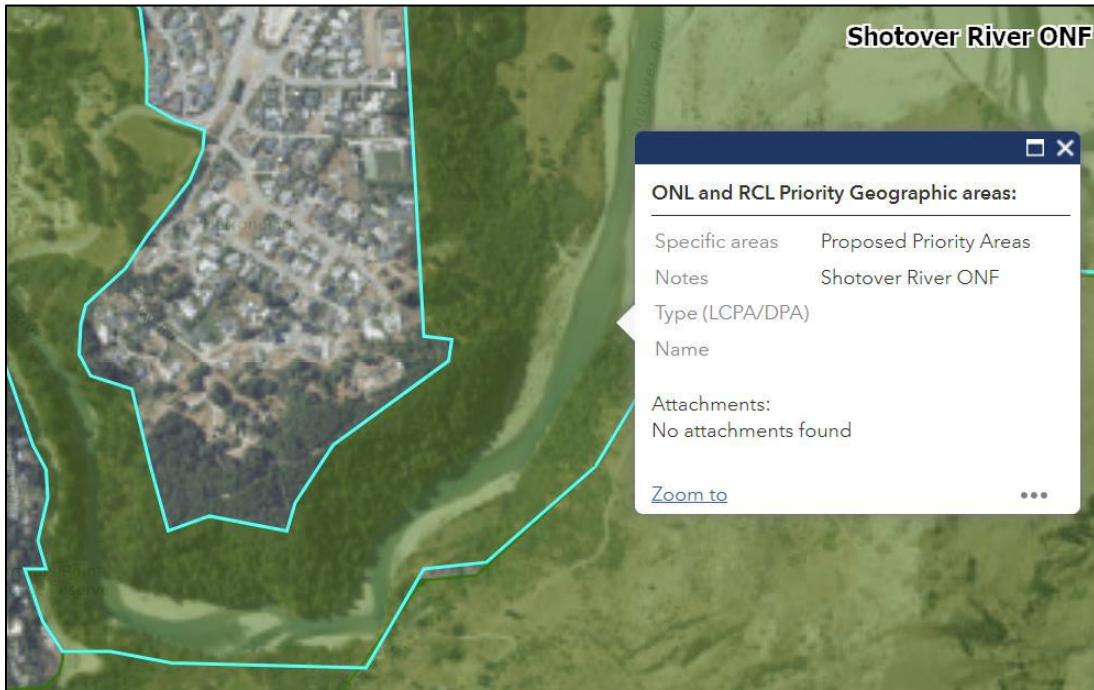 Shotover River ONF
ONL and RCL Priority Geographic areas:
Specific areas Proposed Priority Areas
Notes Shotover River ONF
Type (LCPA/DPA)
Name
Attachments:
No attachments found
Zoom to